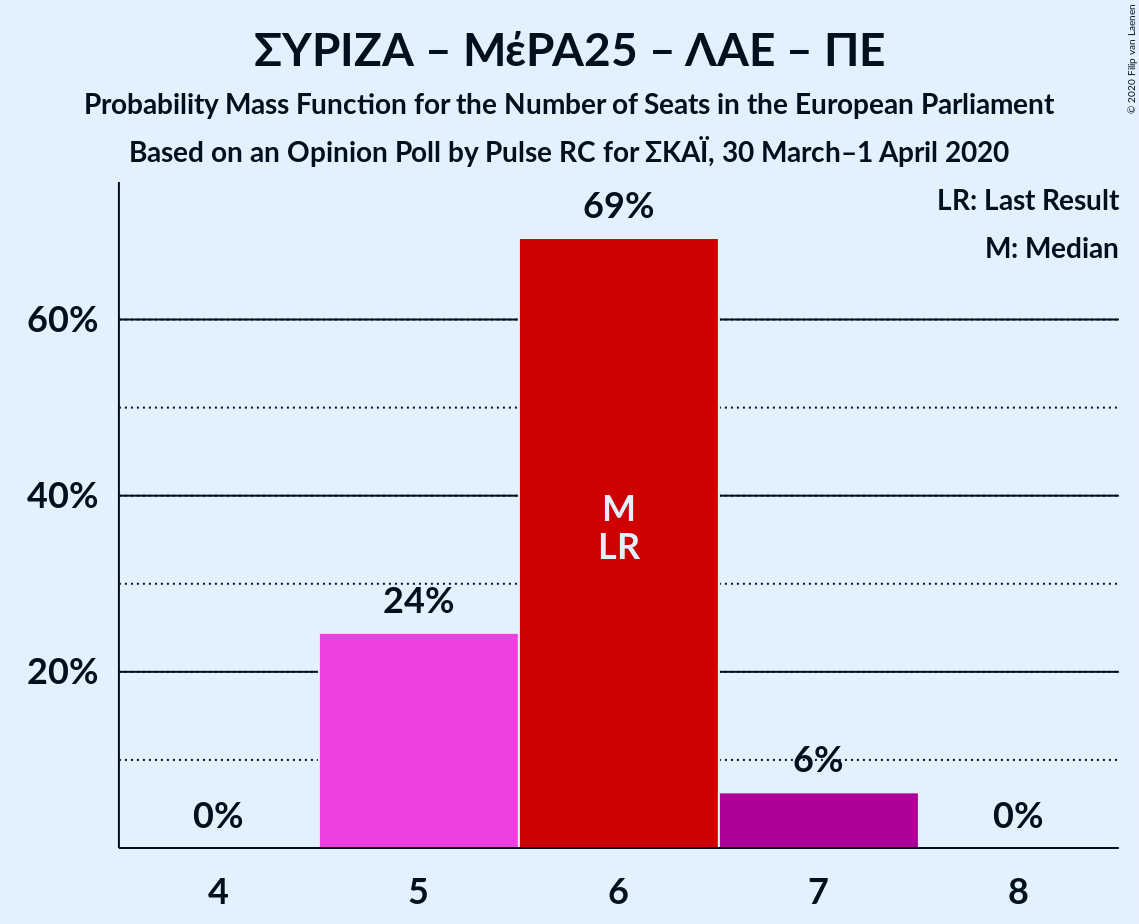 ΣΥΡΙΖΑ – ΜέΡΑ25 – ΛΑΕ – ΠΕ
Probability Mass Function for the Number of Seats in the European Parliament
Based on an Opinion Poll by Pulse RC for ΣΚΑΪ, 30 March–1 April 2020
© 2020 Filip van Laenen
LR: Last Result
M: Median
69%
60%
40%
M
LR
24%
20%
6%
0%
0%
4 5 6 7 8